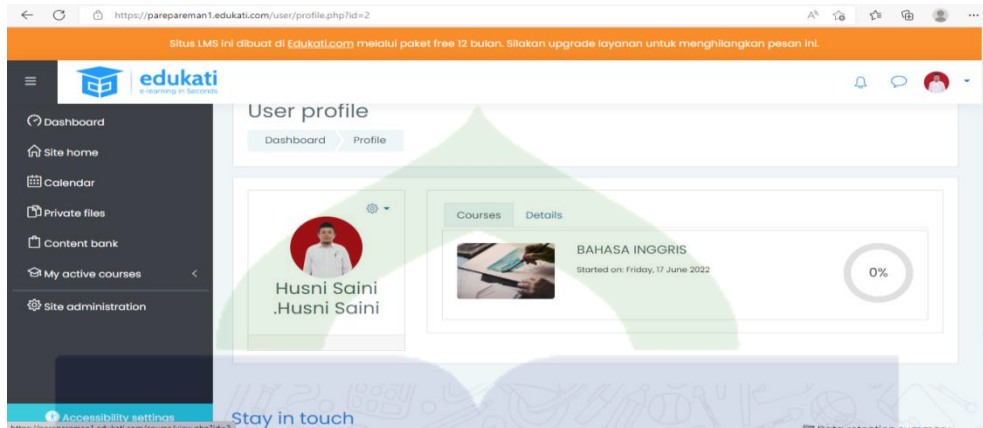 https://parepareman1.edukati.com/user/profile.php?id=2
Situs LMS ini dibuat di Edukati.com melalui paket free 12 bulan. Silakan upgrade layanan untuk menghilangkan pesan ini.
edukati
e-learning in Seconds
Dashboard
Site home
Calendar
Private files
Content bank
My active courses
Site administration
Accessibility settings
User profile
Dashboard Profile
Husni Saini
.Husni Saini
Courses Details
BAHASA INGGRIS
Started on: Friday, 17 June 2022
0%
Stay in touch
Data retention summary